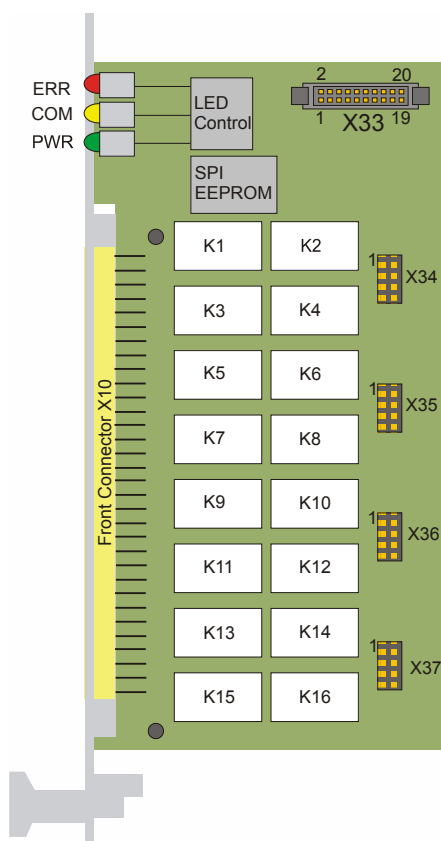 ERR
COM
PWR
LED
Control
SPI
EEPROM
2 20
1 19
X33
K1 K2
1 X34
K3 K4
K5 K6
1 X35
K7 K8
K9 K10
1 X36
K11 K12
K13 K14
1 X37
K15 K16
Front Connector X10